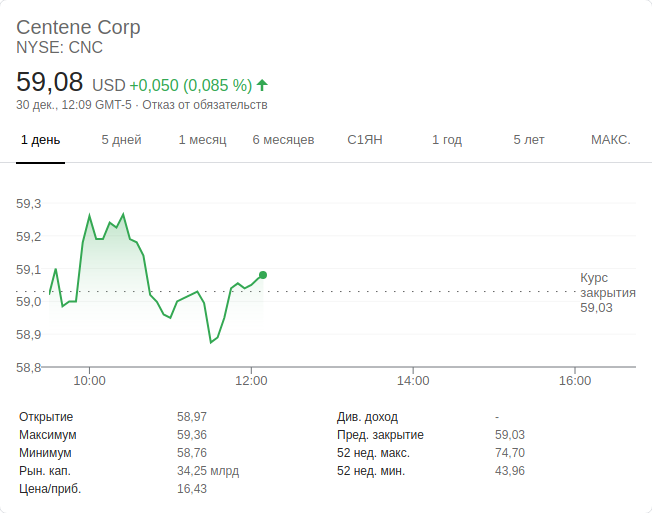 Centene Corp
NYSE: CNC
59,08 USD +0,050 (0,085 %)
30 дек., 12:09 GMT-5 · Отказ от обязательств
1 день 5 дней 1 месяц 6 месяцев С1ЯН 1 год 5 лет МАКС.
59,3
59,2
59,1
59,0
58,9
58,8
Курс
закрытия
59,03
10:00 12:00 14:00 16:00
Открытие 58,97 Див. доход -
Максимум 59,36 Пред. закрытие 59,03
Минимум 58,76 52 нед. макс. 74,70
Рын. кап. 34,25 млрд 52 нед. мин. 43,96
Цена/приб. 16,43